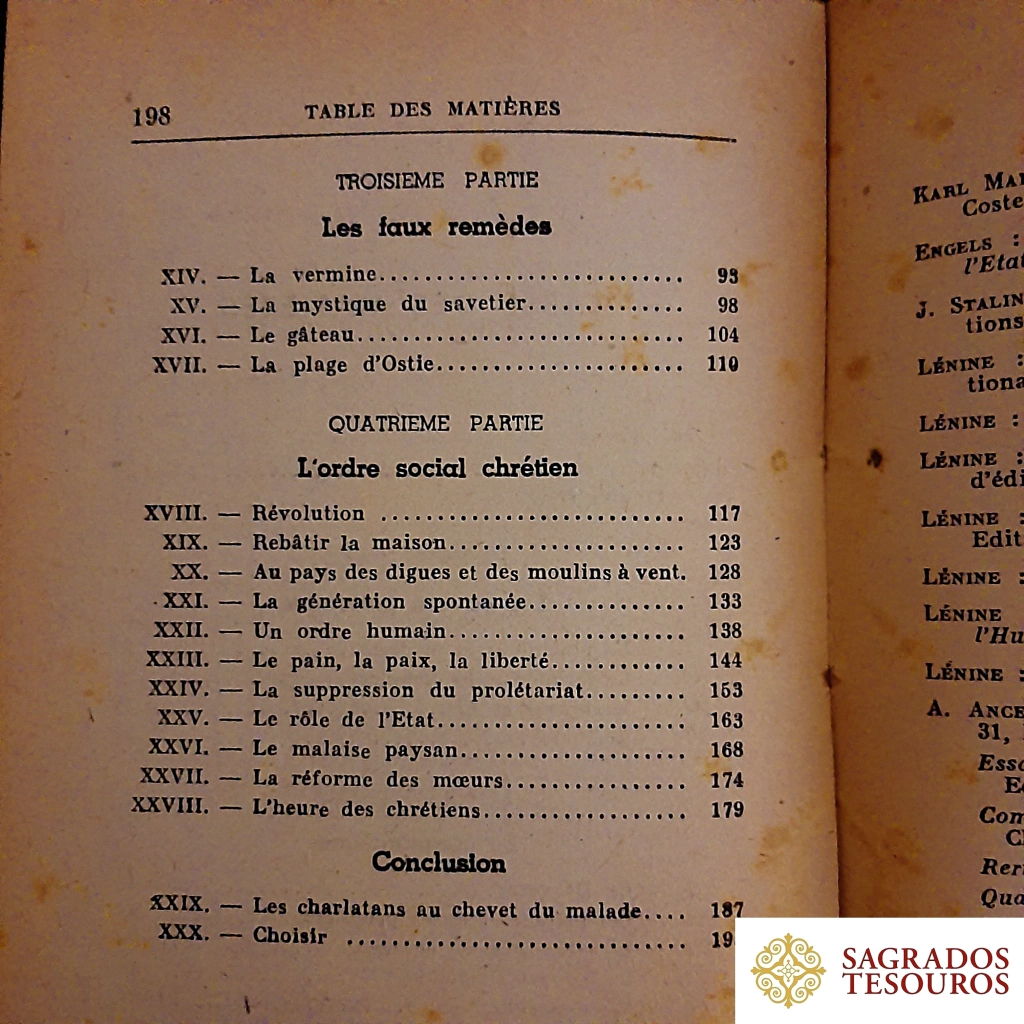 198 TABLE DES MATIÈRES
TROISIEME PARTIE
Les faux remèdes
XIV. — La vermine........................... 93
XV. — La mystique du savetier.............. 98
XVI. — Le gâteau............................. 104
XVII. — La plage d'Ostie...................... 110
QUATRIEME PARTIE
L'ordre social chrétien
XVIII. — Révolution ........................... 117
XIX. — Rebâtir la maison..................... 123
XX. — Au pays des digues et des moulins à vent. 128
XXI. — La génération spontanée.............. 133
XXII. — Un ordre humain..................... 138
XXIII. — Le pain, la paix, la liberté............ 144
XXIV. — La suppression du prolétariat......... 153
XXV. — Le rôle de l'Etat...................... 163
XXVI. — Le malaise paysan.................... 168
XXVII. — La réforme des mœurs................ 174
XXVIII. — L'heure des chrétiens.................. 179
Conclusion
XXIX. — Les charlatans au chevet du malade.... 187
XXX. — Choisir ..............................
KARL
Coste
ENGELS :
l'Etat
J. STALIN
tions
LÉNINE :
LÉNINE :
LÉNINE :
LÉNINE :
Edit
LÉNINE :
LÉNINE
LÉNINE :
A.
31,
SAGRADOS
TESOUROS